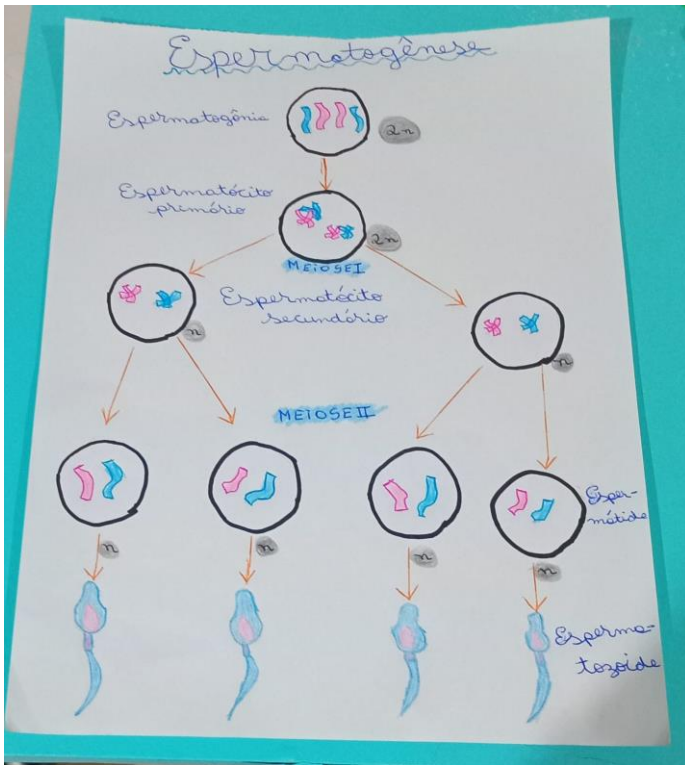 Espermatogênese
Espermatogônia
2n
Espermatócito
primário
2n
MEIOSE I
Espermatócito
secundário
n
n
MEIOSE II
Esper-
mátide
n
n
n
n
Esperma-
tozoide